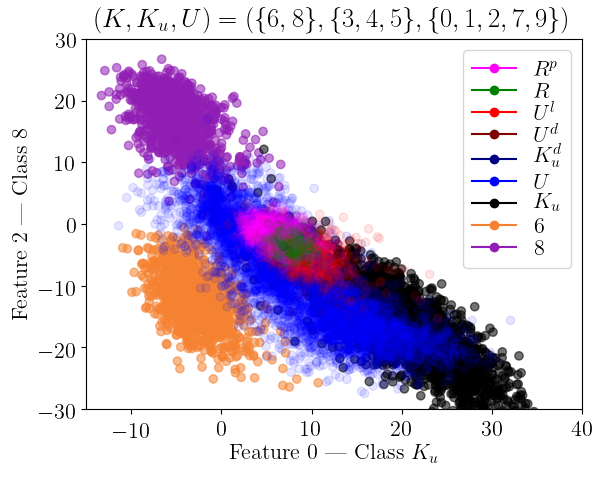 (K, K_u, U) = ({6, 8}, {3, 4, 5}, {0, 1, 2, 7, 9})
30
20
10
0
−10
−20
−30
Feature 2 — Class 8
R^p
R
U^l
U^d
K_u^d
U
K_u
6
8
−10
0
10
20
30
40
Feature 0 — Class K_u